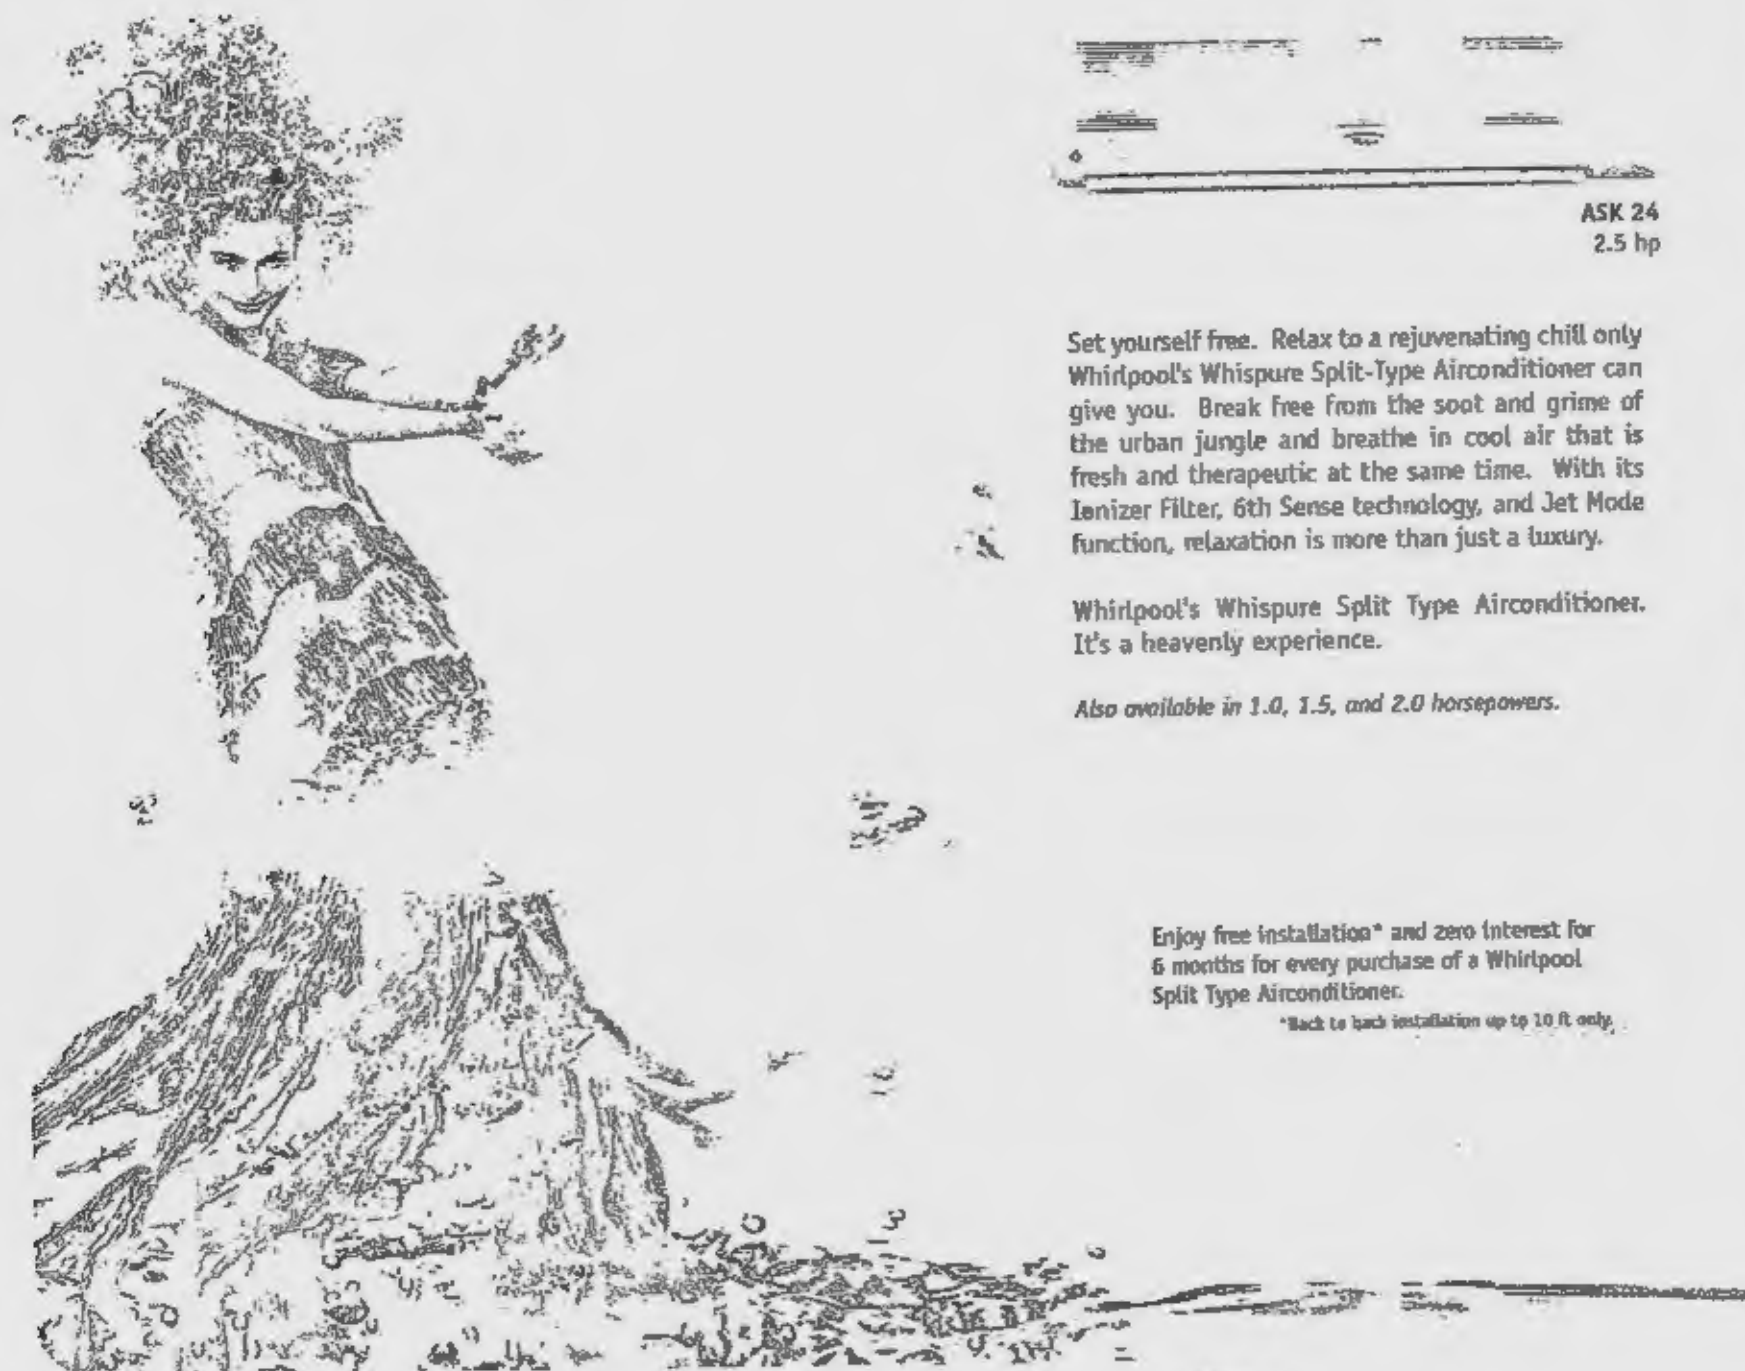 ASK 24
2.5 hp
Set yourself free. Relax to a rejuvenating chill only
Whirlpool's Whispure Split-Type Airconditioner can
give you. Break free from the soot and grime of
the urban jungle and breathe in cool air that is
fresh and therapeutic at the same time. With its
Ionizer Filter, 6th Sense technology, and Jet Mode
function, relaxation is more than just a luxury.
Whirlpool's Whispure Split Type Airconditioner.
It's a heavenly experience.
Also available in 1.0, 1.5, and 2.0 horsepowers.
Enjoy free installation* and zero interest for
6 months for every purchase of a Whirlpool
Split Type Airconditioner.
*Back to back installation up to 10 ft only.